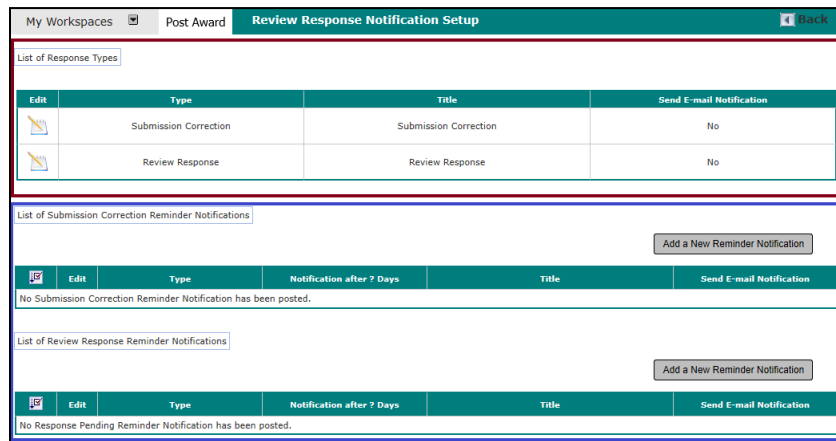 My Workspaces Post Award Review Response Notification Setup Back
List of Response Types
Edit Type Title Send E-mail Notification
Submission Correction Submission Correction No
Review Response Review Response No
List of Submission Correction Reminder Notifications
Add a New Reminder Notification
Edit Type Notification after ? Days Title Send E-mail Notification
No Submission Correction Reminder Notification has been posted.
List of Review Response Reminder Notifications
Add a New Reminder Notification
Edit Type Notification after ? Days Title Send E-mail Notification
No Response Pending Reminder Notification has been posted.